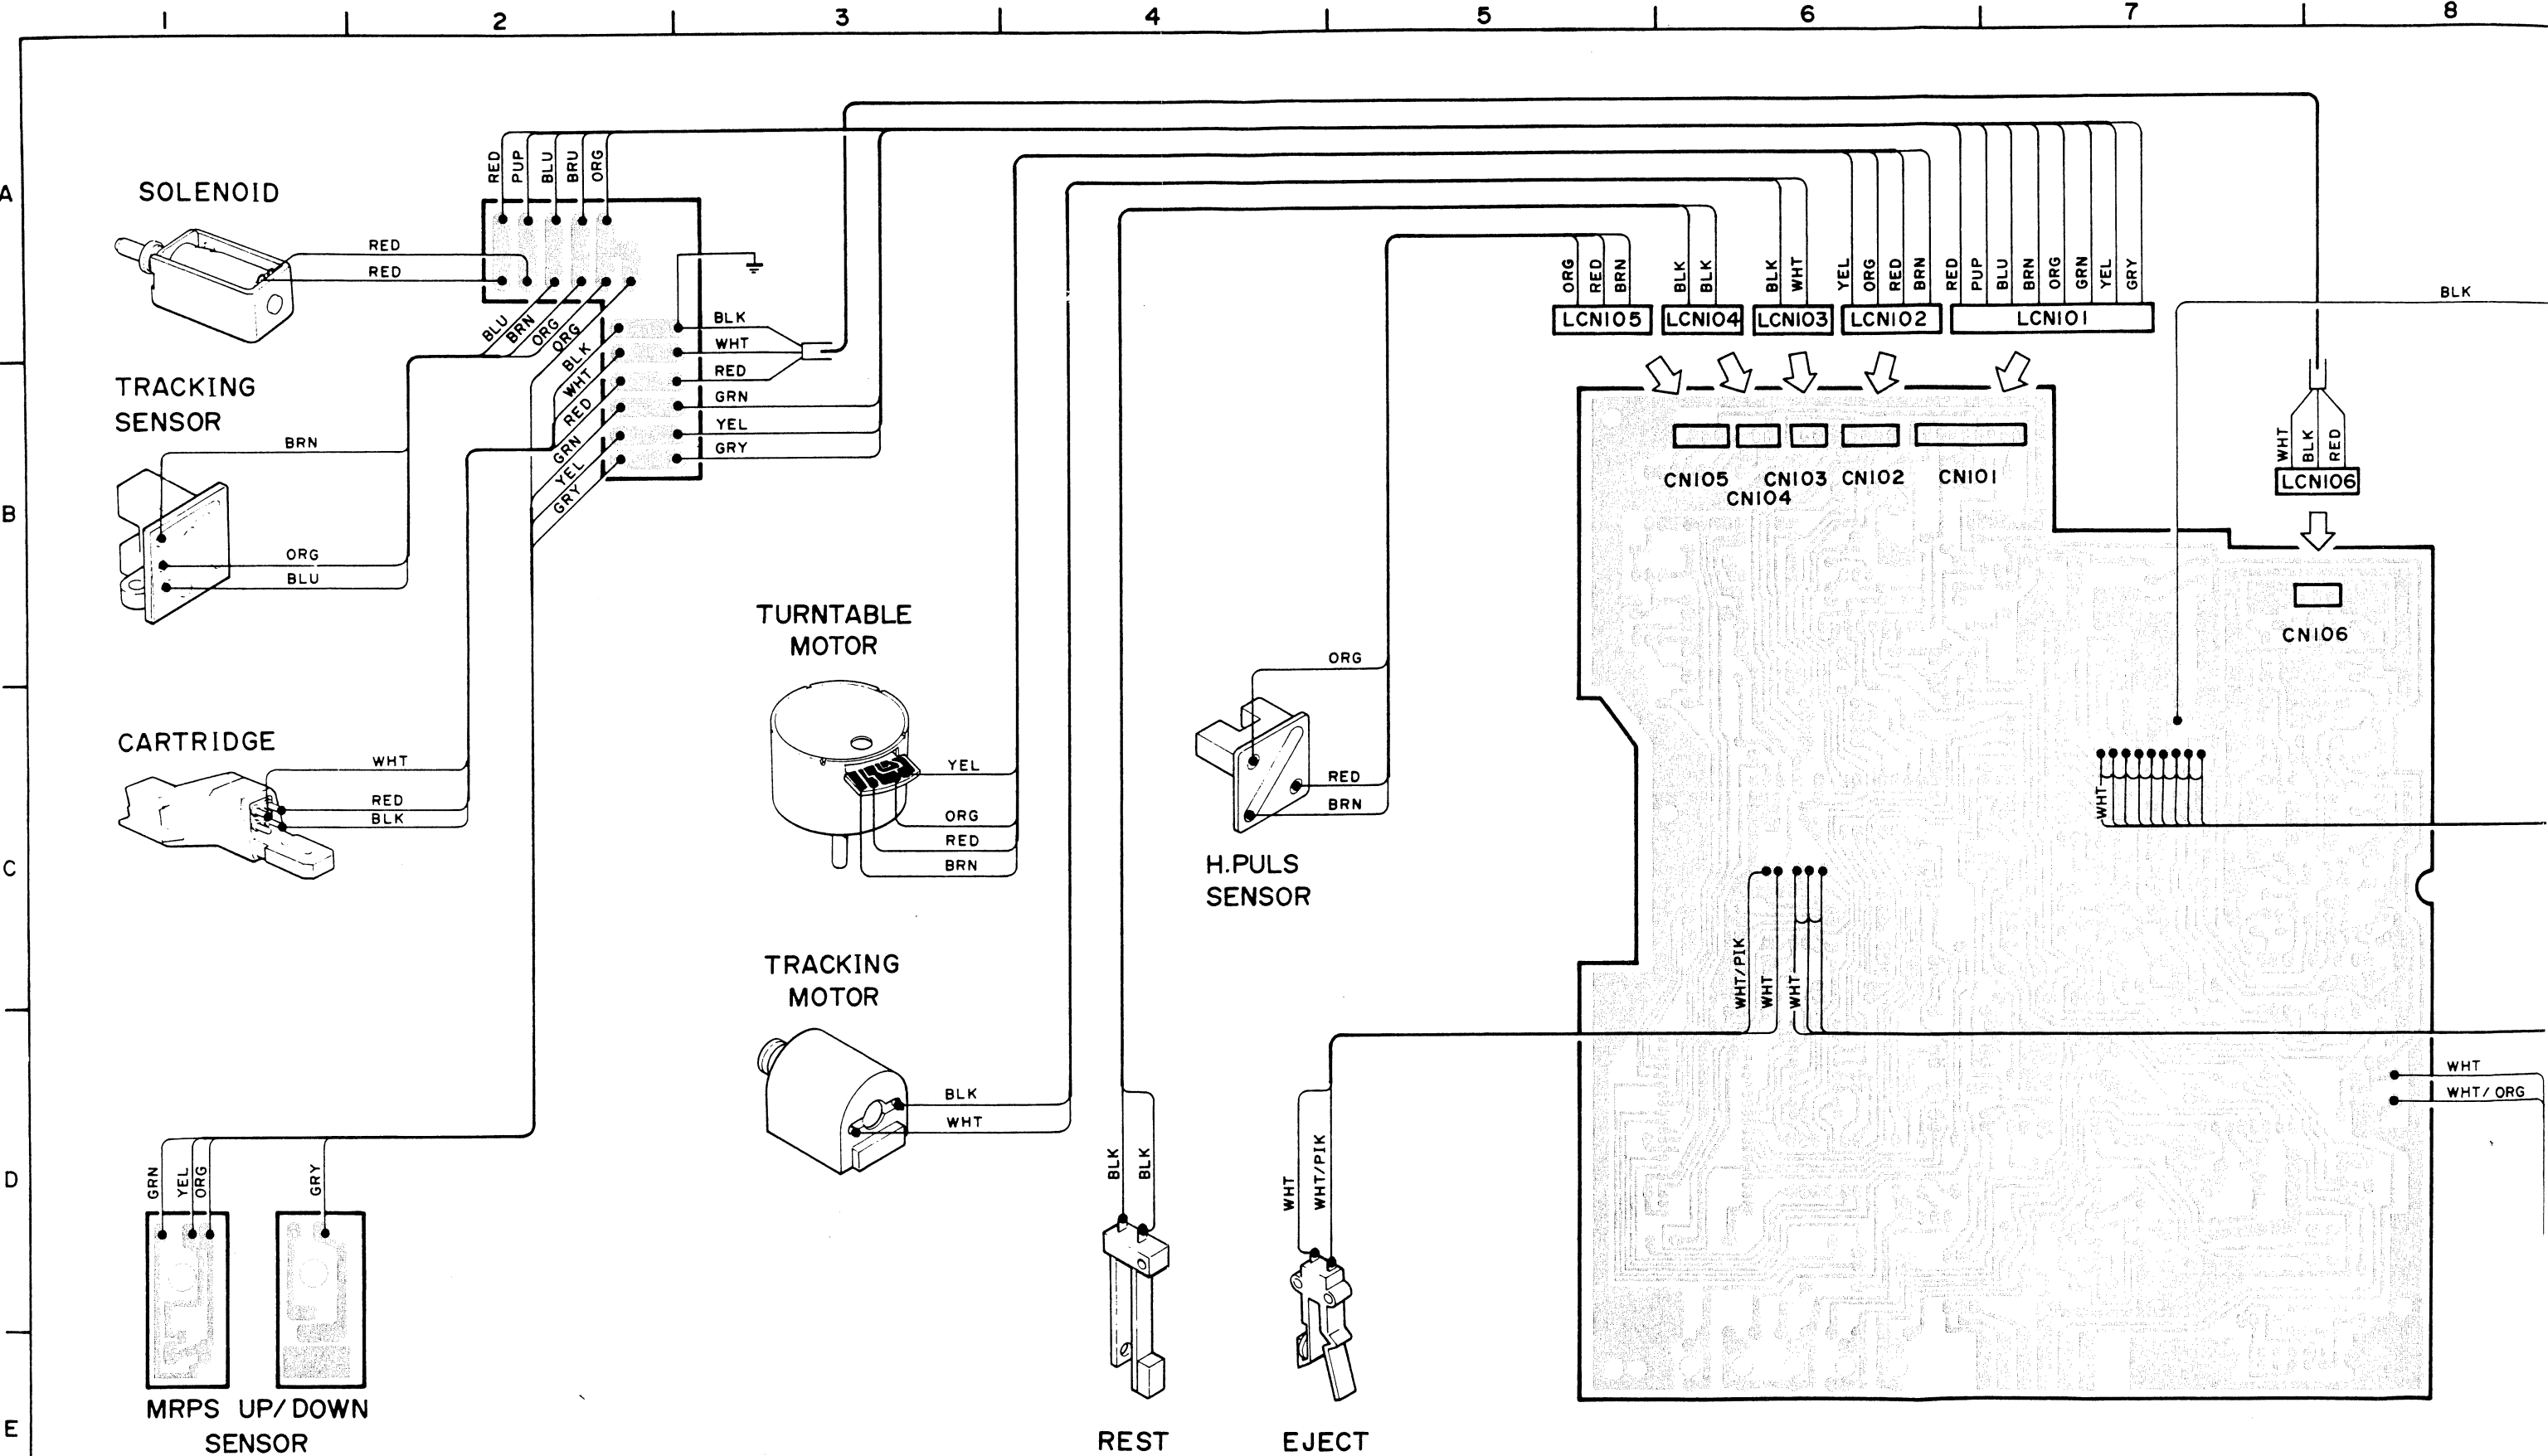 1 2 3 4 5 6 7 8
A
B
C
D
E
RED
PUP
BLU
BRU
ORG
SOLENOID
RED
RED
BLU
BRN
ORG
ORG
BLK
WHT
RED
GRN
YEL
GRY
BLK
WHT
RED
GRN
YEL
GRY
TRACKING
SENSOR
BRN
ORG
BLU
CARTRIDGE
WHT
RED
BLK
GRN
YEL
ORG
GRY
MRPS UP/DOWN
SENSOR
TURNTABLE
MOTOR
YEL
ORG
RED
BRN
TRACKING
MOTOR
BLK
WHT
BLK
BLK
REST
WHT
WHT/PIK
EJECT
ORG
RED
BRN
H.PULS
SENSOR
ORG
RED
BRN
LCN105
BLK
BLK
LCN104
BLK
WHT
LCN103
YEL
ORG
RED
BRN
LCN102
RED
PUP
BLU
BRN
ORG
GRN
YEL
GRY
LCN101
BLK
CN105
CN104
CN103
CN102
CN101
WHT
BLK
RED
LCN106
CN106
WHT
WHT/PIK
WHT
WHT
WHT
WHT/ORG